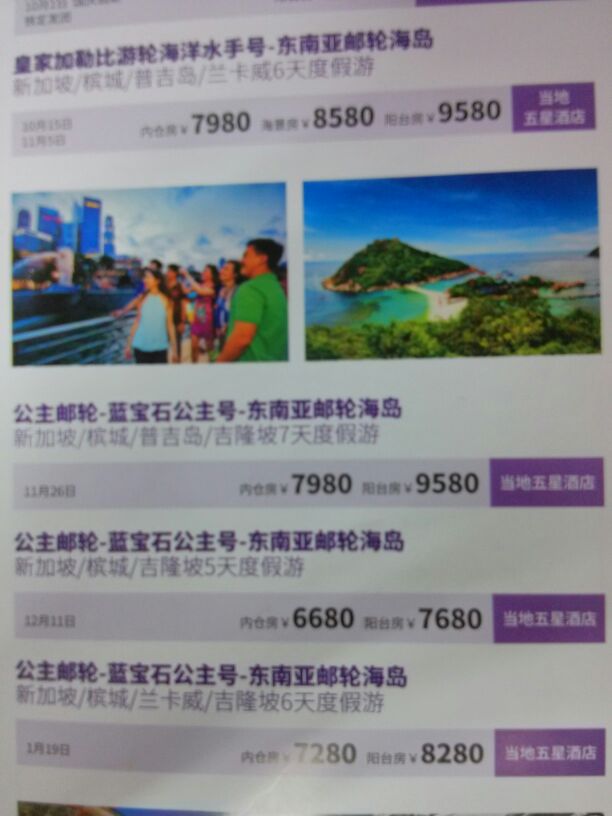 10月1日
皇家加勒比游轮海洋水手号-东南亚邮轮海岛
新加坡/槟城/普吉岛/兰卡威6天度假游
10月15日
11月5日
内仓房¥7980 海景房¥8580 阳台房¥9580
当地
五星酒店
公主邮轮-蓝宝石公主号-东南亚邮轮海岛
新加坡/槟城/普吉岛/吉隆坡7天度假游
11月26日 内仓房¥7980 阳台房¥9580 当地五星酒店
公主邮轮-蓝宝石公主号-东南亚邮轮海岛
新加坡/槟城/吉隆坡5天度假游
12月11日 内仓房¥6680 阳台房¥7680 当地五星酒店
公主邮轮-蓝宝石公主号-东南亚邮轮海岛
新加坡/槟城/兰卡威/吉隆坡6天度假游
1月19日 内仓房¥7280 阳台房¥8280 当地五星酒店